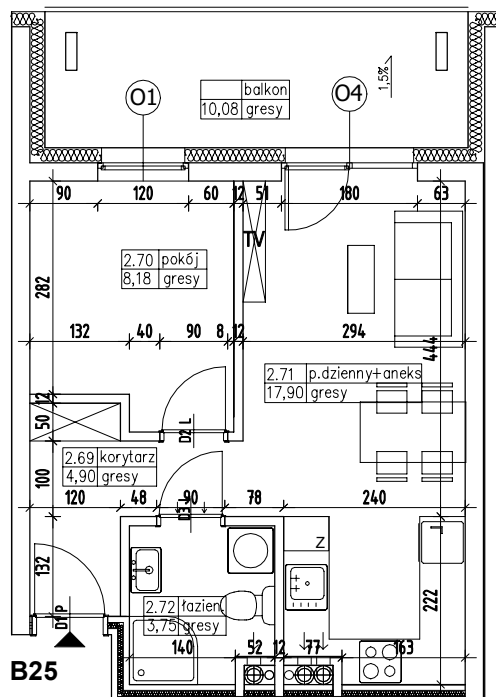 balkon
10,08 gresy
1,5%
O1
O4
90 120 60 12 51 180 63
TV
2.70 pokój
8,18 gresy
282
132 40 90 8 12 294
444
2.71 p.dzienny+aneks
17,90 gresy
12
50
D2 L
2.69 korytarz
4,90 gresy
100
120 48 90 78 240
D3 L
Z
132
222
2.72 łazien.
3,75 gresy
D1 P
140 52 12 77 163
B25